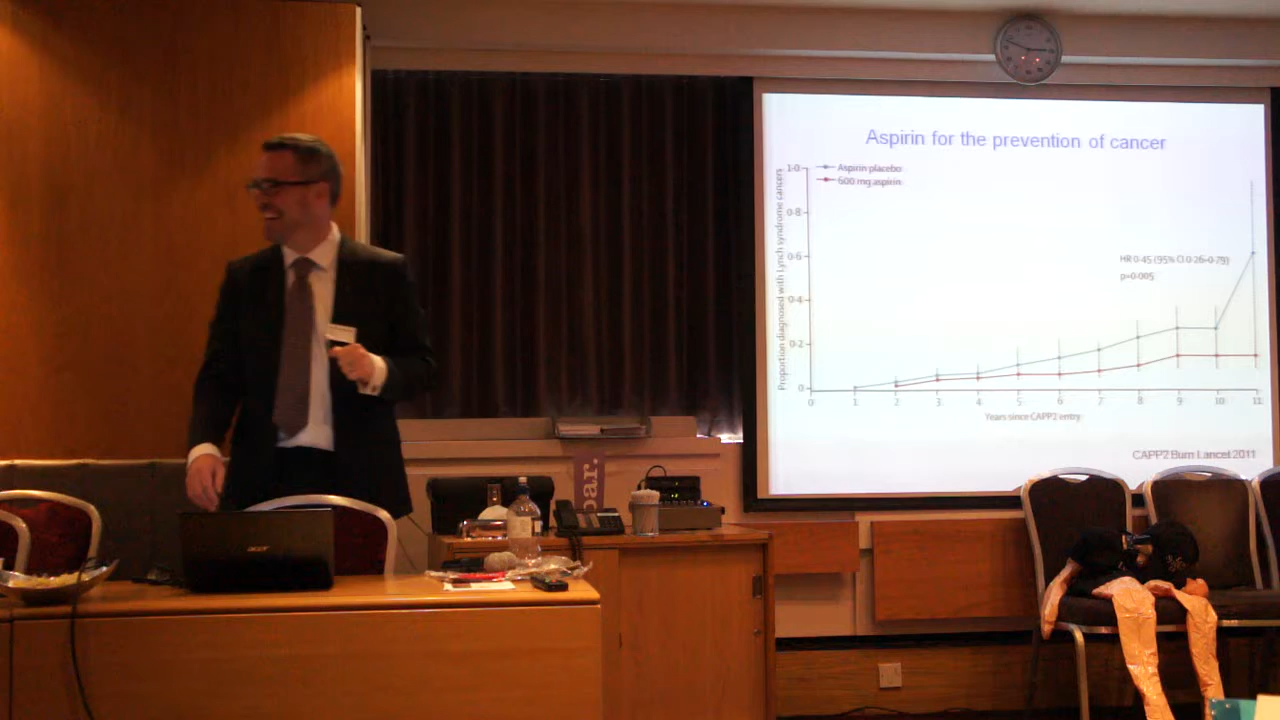 Aspirin for the prevention of cancer
Aspirin placebo
600 mg aspirin
Proportion diagnosed with Lynch syndrome cancers
1·0
0·8
0·6
0·4
0·2
0
HR 0·45 (95% CI 0·26–0·79)
p=0·005
0 1 2 3 4 5 6 7 8 9 10 11
Years since CAPP2 entry
CAPP2 Burn Lancet 2011
acer
bar.